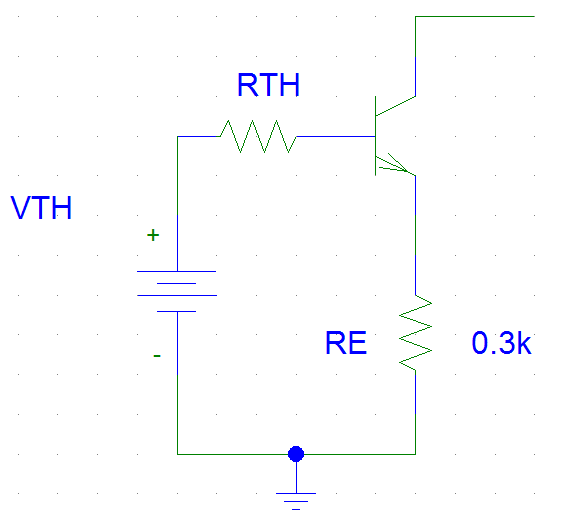 RTH
VTH
+
-
RE 0.3k